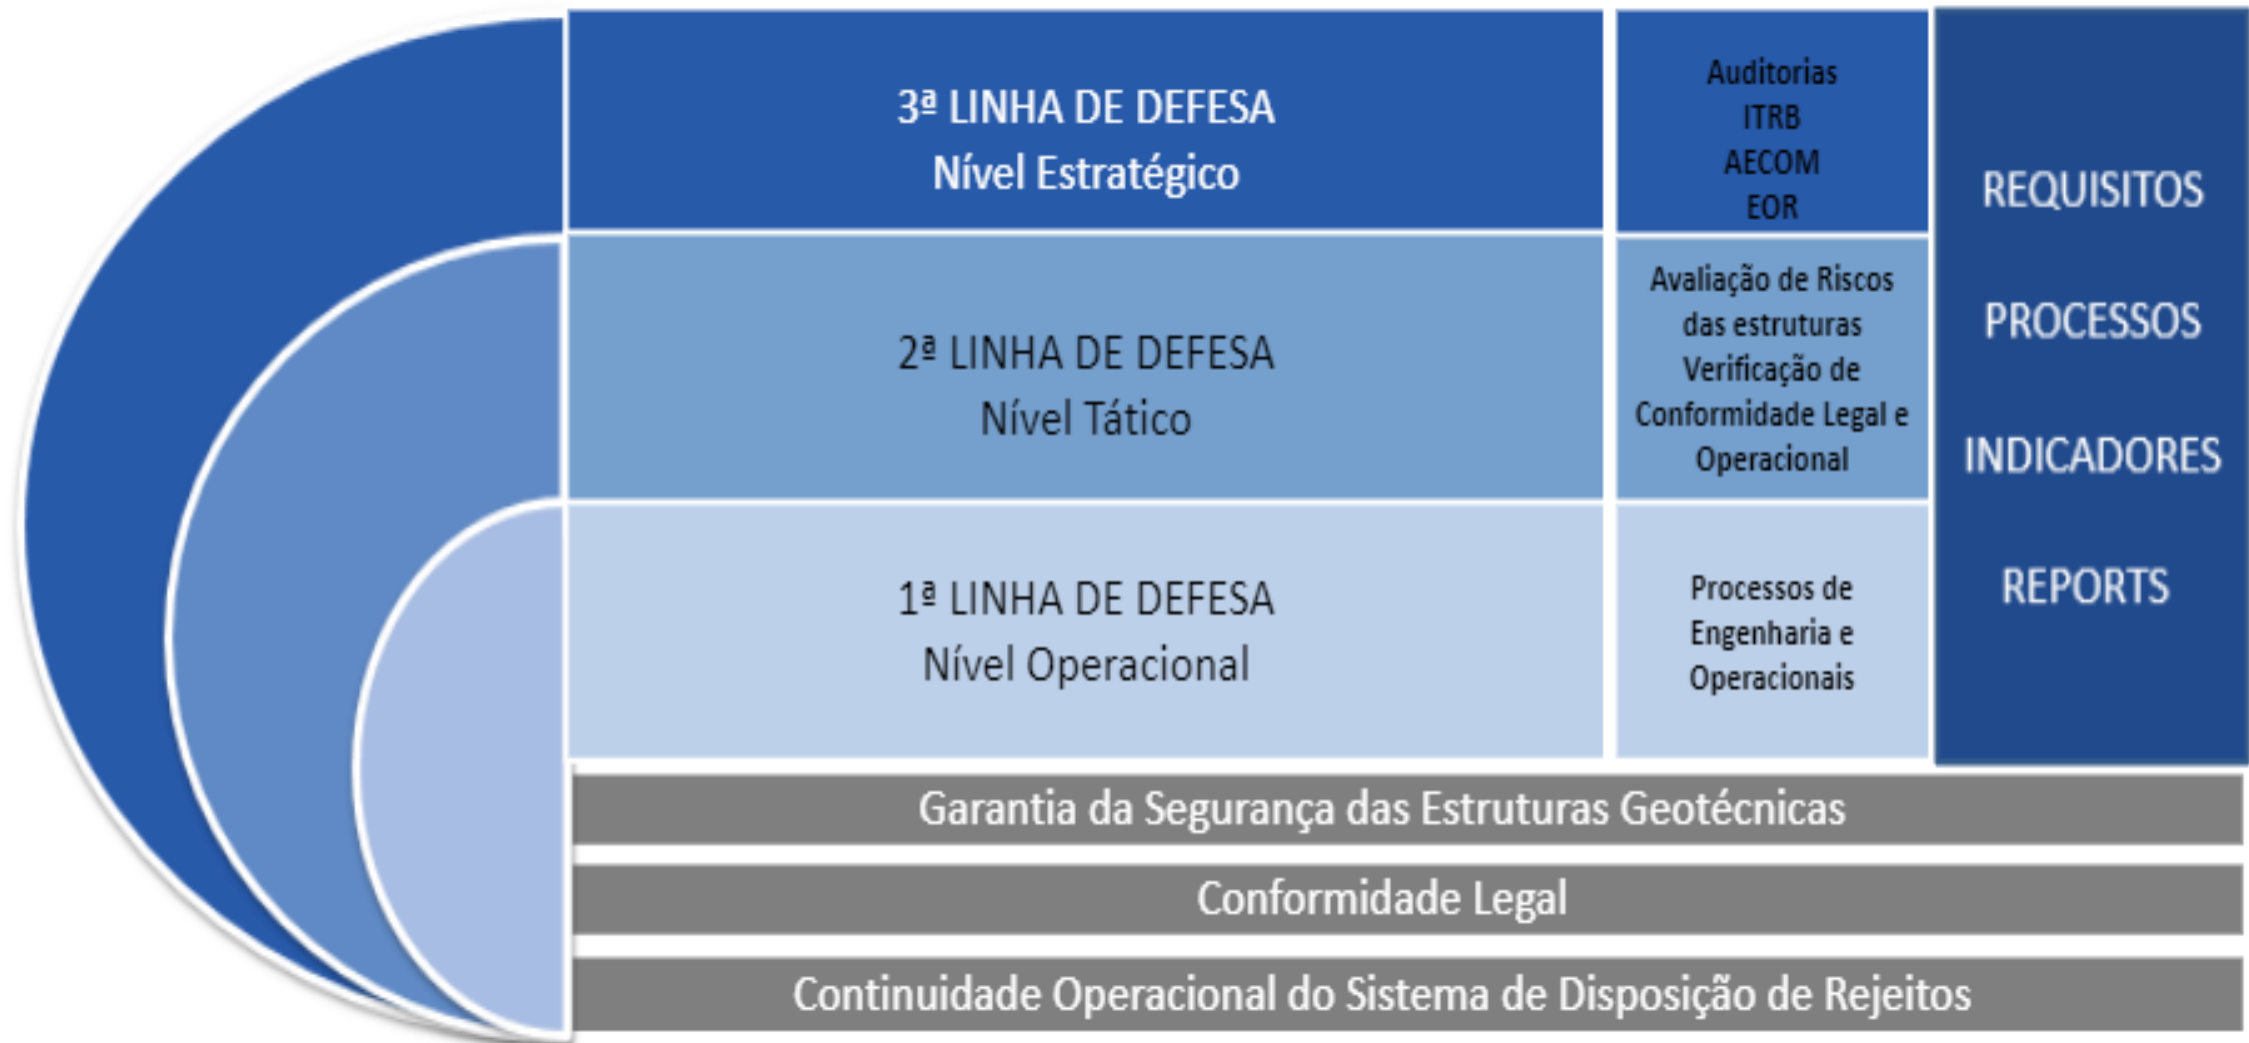 3ª LINHA DE DEFESA
Nível Estratégico
Auditorias
ITRB
AECOM
EOR
2ª LINHA DE DEFESA
Nível Tático
Avaliação de Riscos
das estruturas
Verificação de
Conformidade Legal e
Operacional
1ª LINHA DE DEFESA
Nível Operacional
Processos de
Engenharia e
Operacionais
REQUISITOS
PROCESSOS
INDICADORES
REPORTS
Garantia da Segurança das Estruturas Geotécnicas
Conformidade Legal
Continuidade Operacional do Sistema de Disposição de Rejeitos